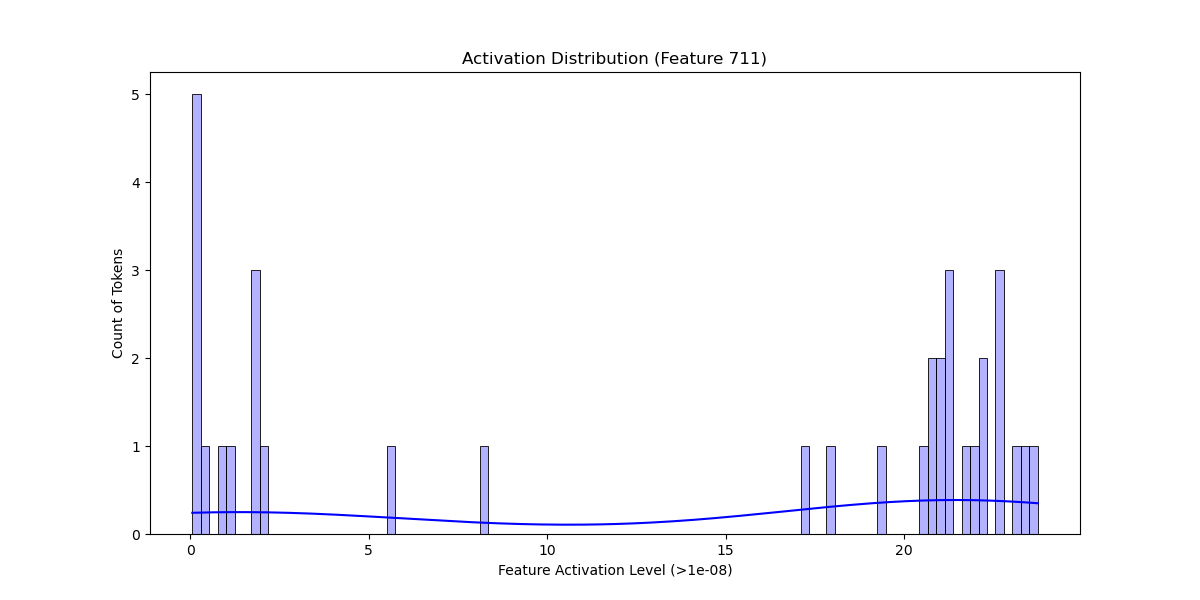 Activation Distribution (Feature 711)
5
4
3
2
1
0
Count of Tokens
0 5 10 15 20
Feature Activation Level (>1e-08)